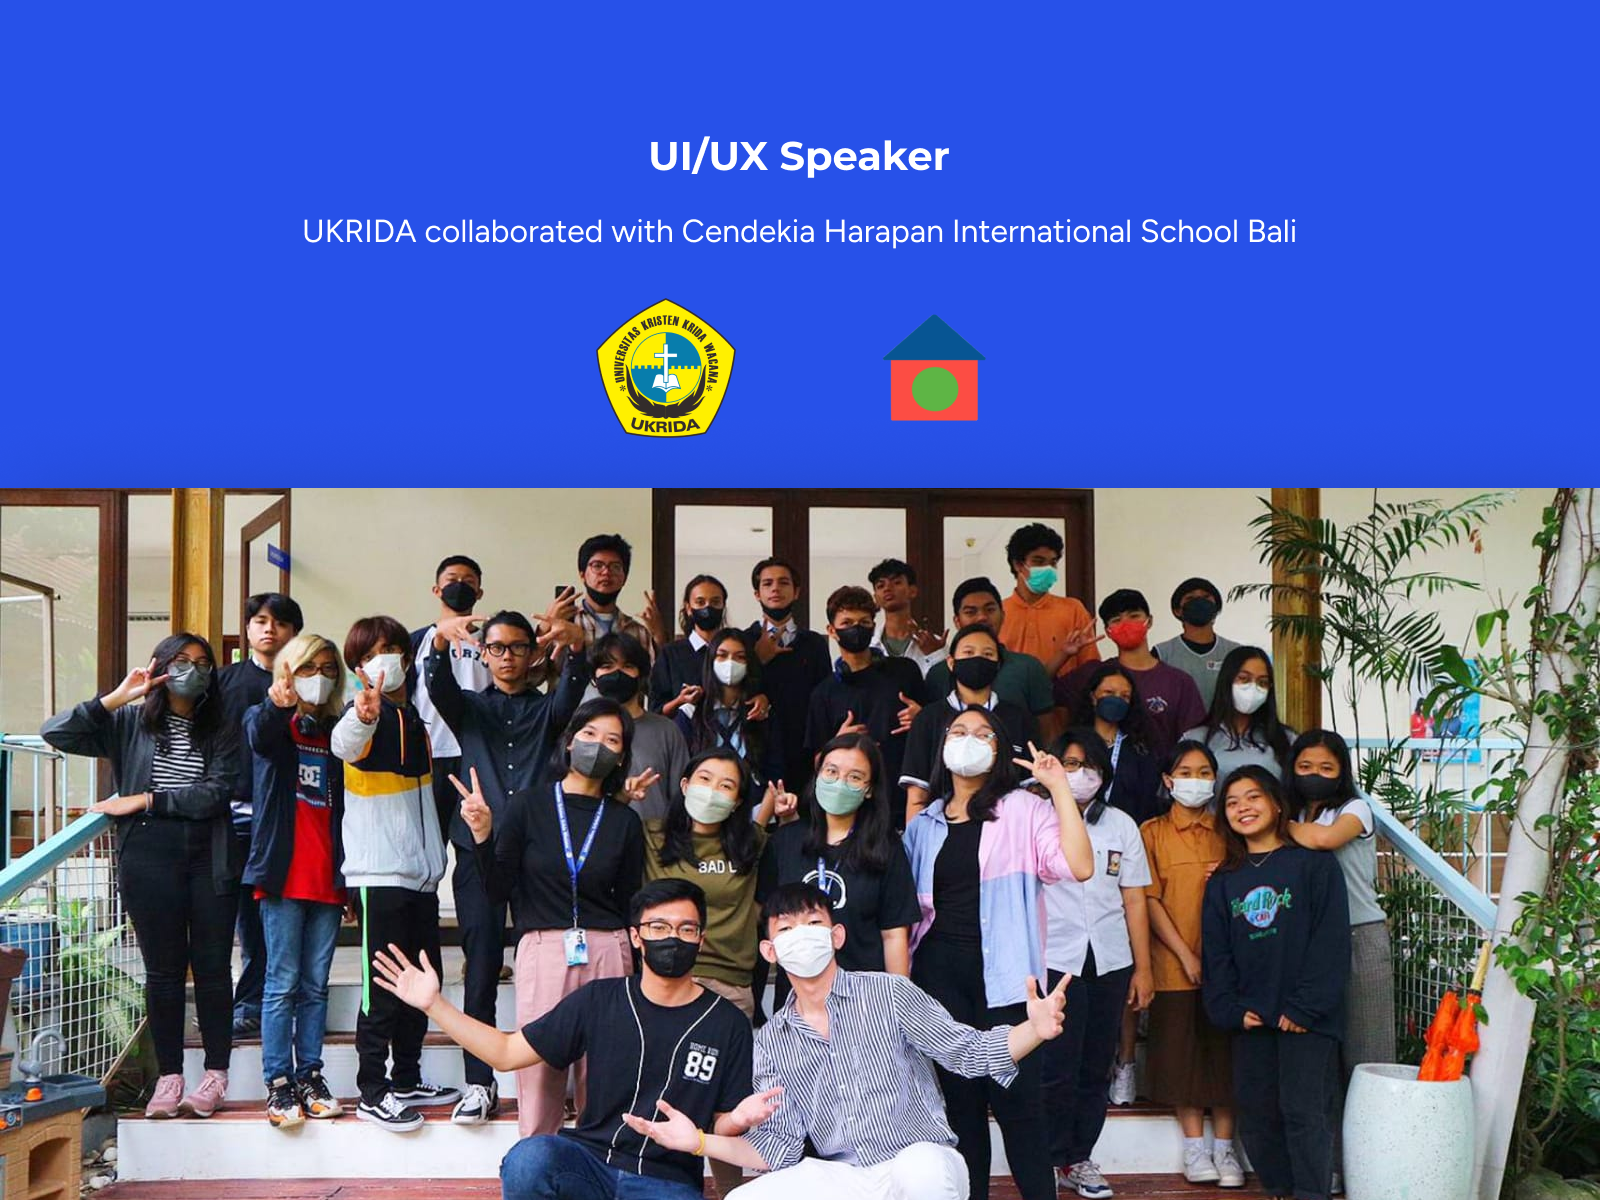 UI/UX Speaker
UKRIDA collaborated with Cendekia Harapan International School Bali
UNIVERSITAS KRISTEN KRIDA WACANA
UKRIDA
BAD
Hard Rock
CAFE
89